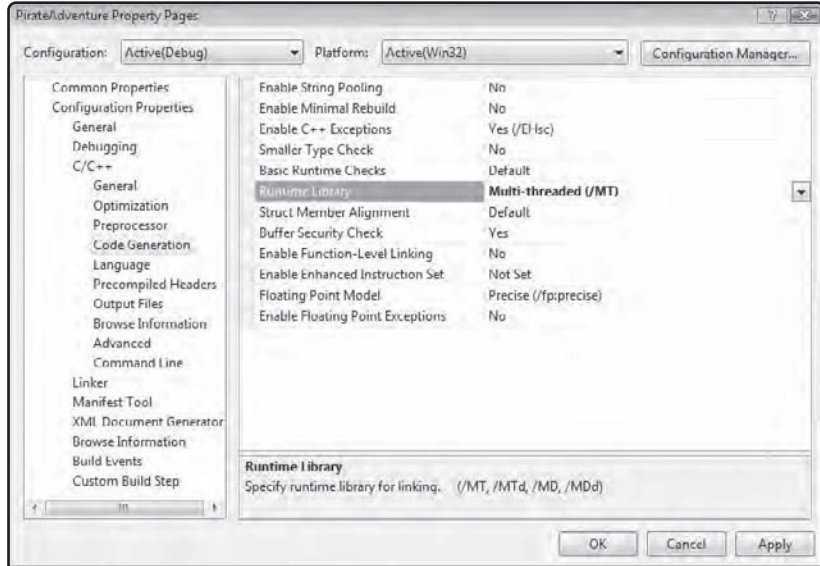 PirateAdventure Property Pages
Configuration: Active(Debug) Platform: Active(Win32) Configuration Manager...
Common Properties
Configuration Properties
General
Debugging
C/C++
General
Optimization
Preprocessor
Code Generation
Language
Precompiled Headers
Output Files
Browse Information
Advanced
Command Line
Linker
Manifest Tool
XML Document Generator
Browse Information
Build Events
Custom Build Step
Enable String Pooling No
Enable Minimal Rebuild No
Enable C++ Exceptions Yes (/EHsc)
Smaller Type Check No
Basic Runtime Checks Default
Runtime Library Multi-threaded (/MT)
Struct Member Alignment Default
Buffer Security Check Yes
Enable Function-Level Linking No
Enable Enhanced Instruction Set Not Set
Floating Point Model Precise (/fp:precise)
Enable Floating Point Exceptions No
Runtime Library
Specify runtime library for linking. (/MT, /MTd, /MD, /MDd)
OK Cancel Apply